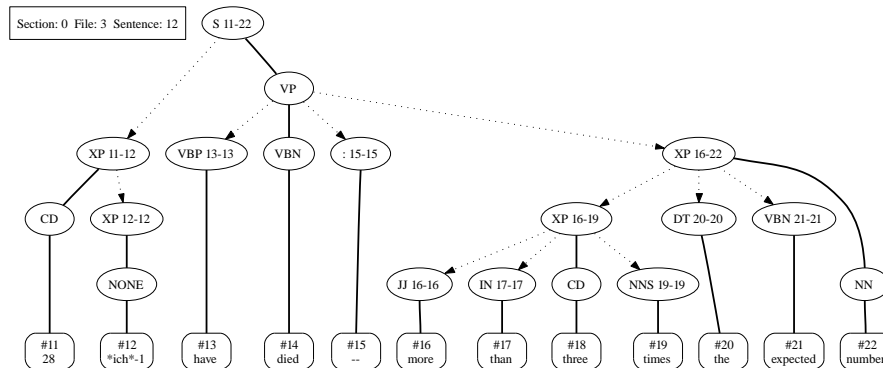 Section: 0 File: 3 Sentence: 12
S 11-22
VP
XP 11-12
VBP 13-13
VBN
: 15-15
XP 16-22
CD
XP 12-12
XP 16-19
DT 20-20
VBN 21-21
NONE
JJ 16-16
IN 17-17
CD
NNS 19-19
NN
#11
28
#12
*ich*-1
#13
have
#14
died
#15
--
#16
more
#17
than
#18
three
#19
times
#20
the
#21
expected
#22
number